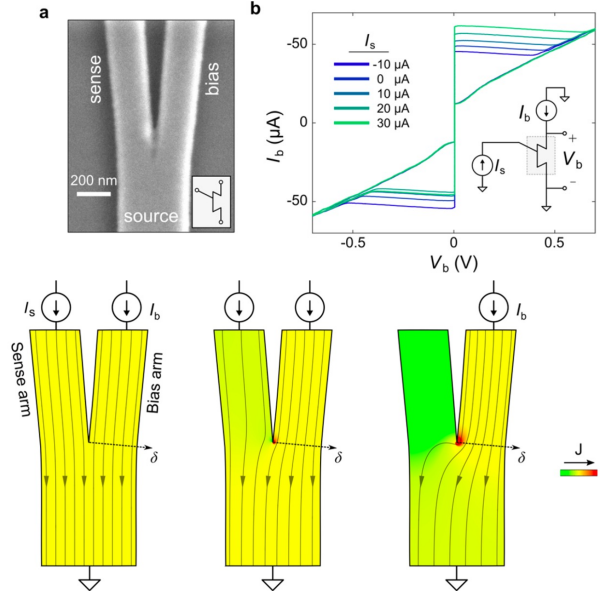 a
sense
bias
200 nm
source
b
I_s
-10 µA
0 µA
10 µA
20 µA
30 µA
I_b (µA)
-50
0
-50
-0.5
0
0.5
V_b (V)
I_b
I_s
+
V_b
-
I_s
I_b
Sense arm
Bias arm
δ
δ
I_b
δ
J